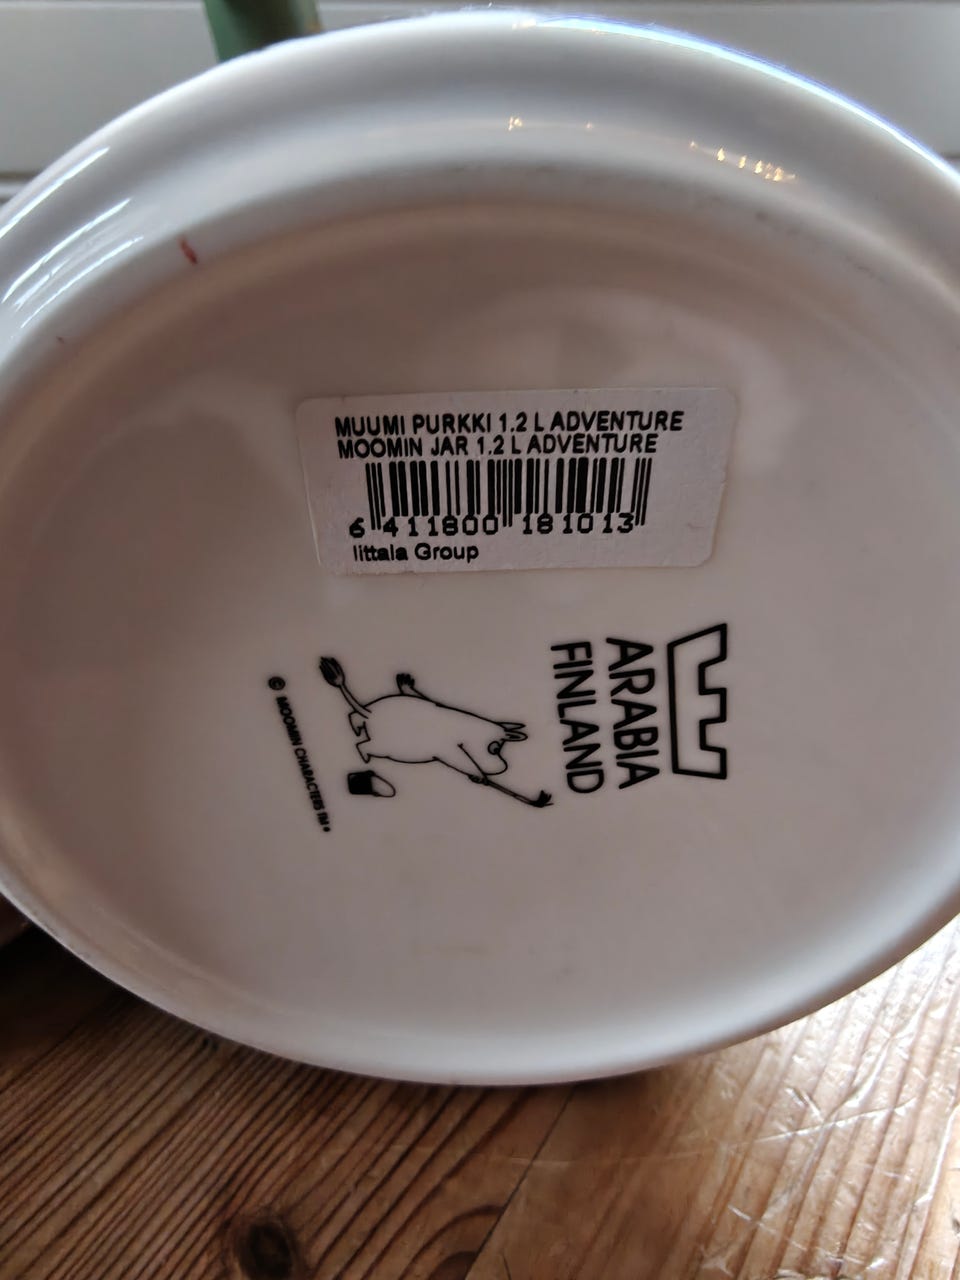 MUUMI PURKKI 1.2 L ADVENTURE
MOOMIN JAR 1.2 L ADVENTURE
6 411800 181013
Iittala Group
ARABIA
FINLAND
© MOOMIN CHARACTERS TM